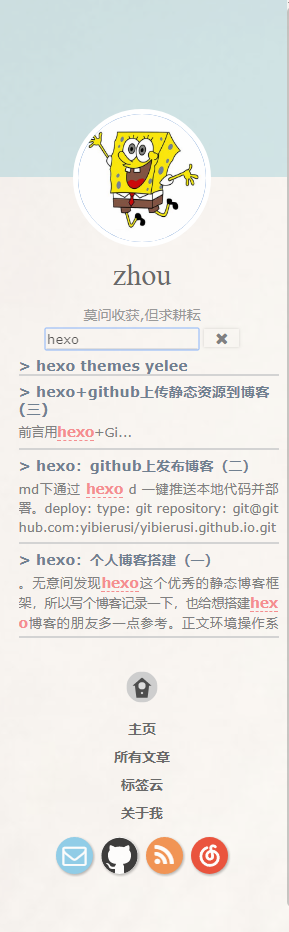 zhou
莫问收获,但求耕耘
hexo
> hexo themes yelee
> hexo+github上传静态资源到博客
(三)
前言用hexo+Gi...
> hexo：github上发布博客（二）
md下通过 hexo d 一键推送本地代码并部
署。deploy: type: git repository: git@git
hub.com:yibierusi/yibierusi.github.io.git
> hexo：个人博客搭建（一）
。无意间发现hexo这个优秀的静态博客框
架，所以写个博客记录一下，也给想搭建hex
o博客的朋友多一点参考。正文环境操作系
主页
所有文章
标签云
关于我